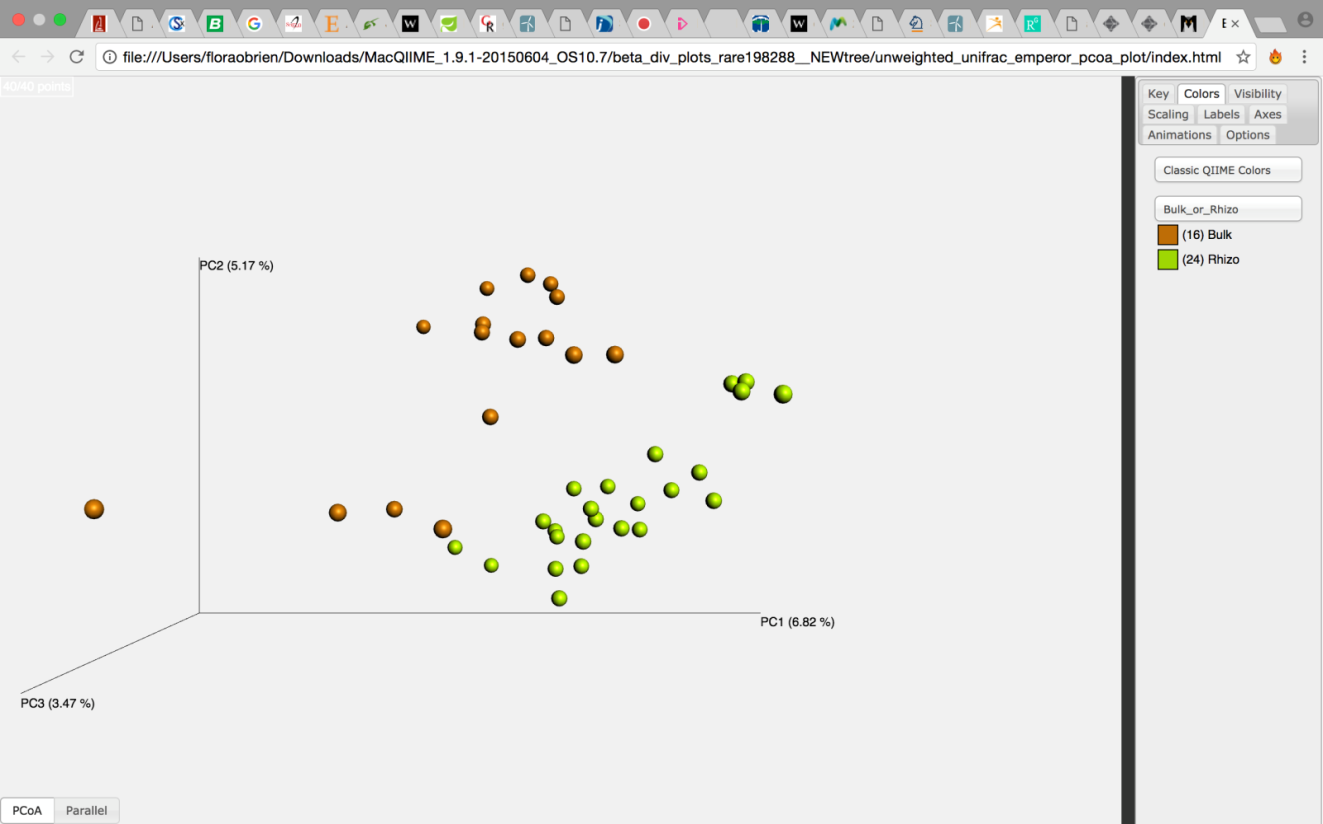 file:///Users/floraobrien/Downloads/MacQIIME_1.9.1-20150604_OS10.7/beta_div_plots_rare198288__NEWtree/unweighted_unifrac_emperor_pcoa_plot/index.html
40/40 points
Key Colors Visibility
Scaling Labels Axes
Animations Options
Classic QIIME Colors
Bulk_or_Rhizo
(16) Bulk
(24) Rhizo
PC2 (5.17 %)
PC1 (6.82 %)
PC3 (3.47 %)
PCoA Parallel